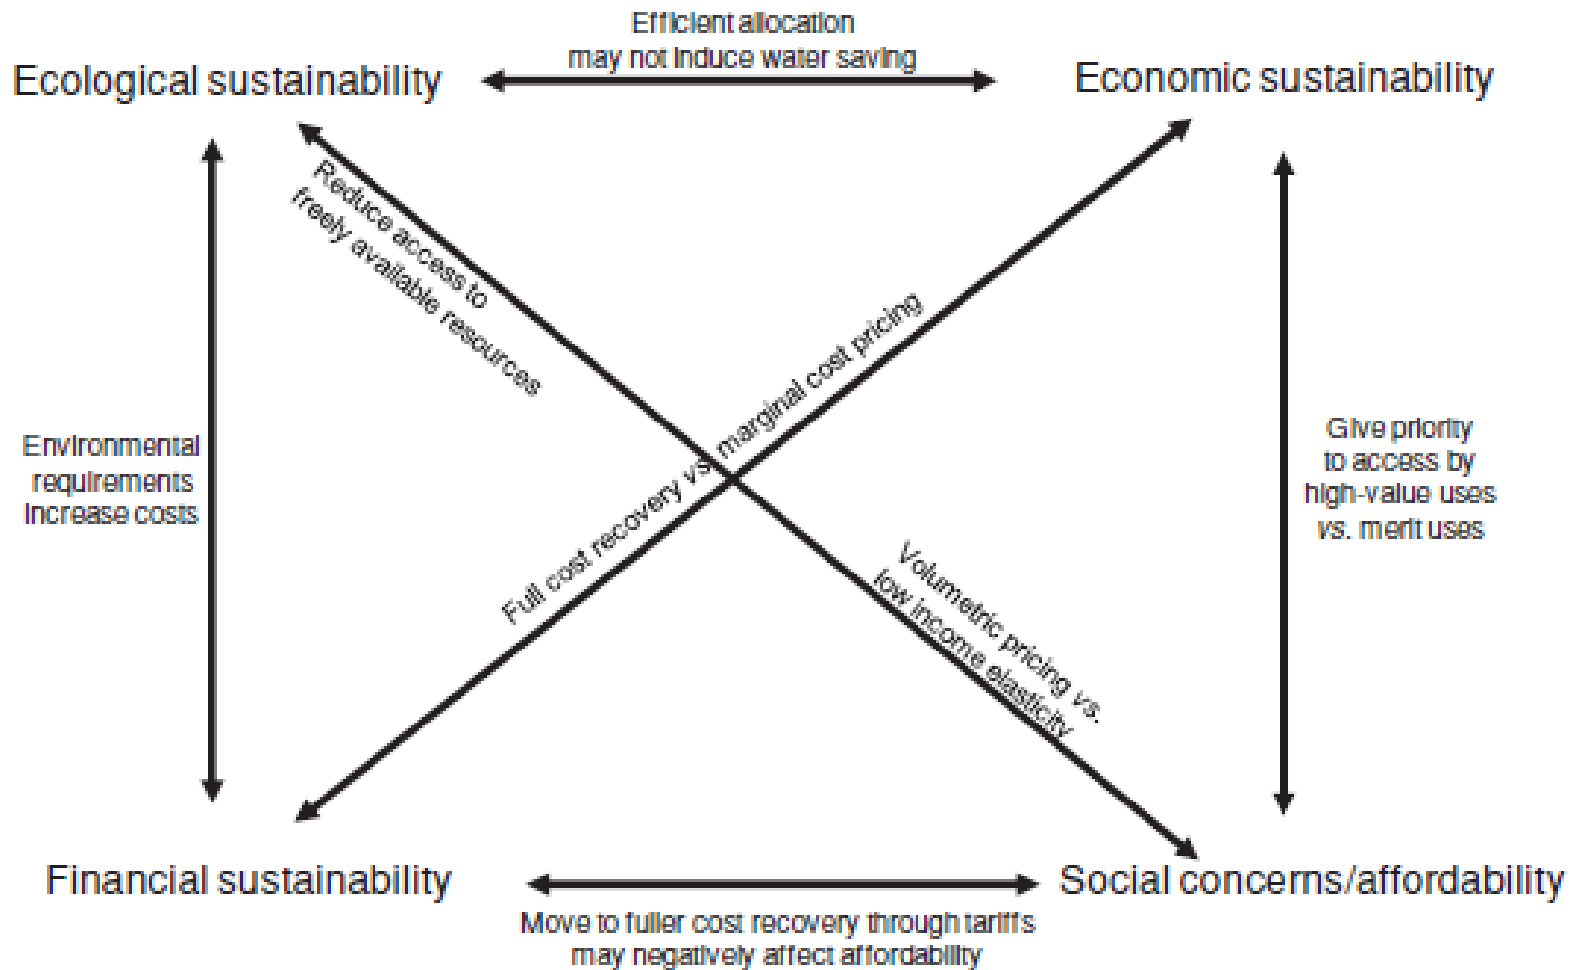 Efficient allocation
may not induce water saving
Ecological sustainability
Economic sustainability
Reduce access to
freely available resources
Full cost recovery vs. marginal cost pricing
Environmental
requirements
increase costs
Give priority
to access by
high-value uses
vs. merit uses
Volumetric pricing vs.
low income elasticity
Financial sustainability
Social concerns/affordability
Move to fuller cost recovery through tariffs
may negatively affect affordability